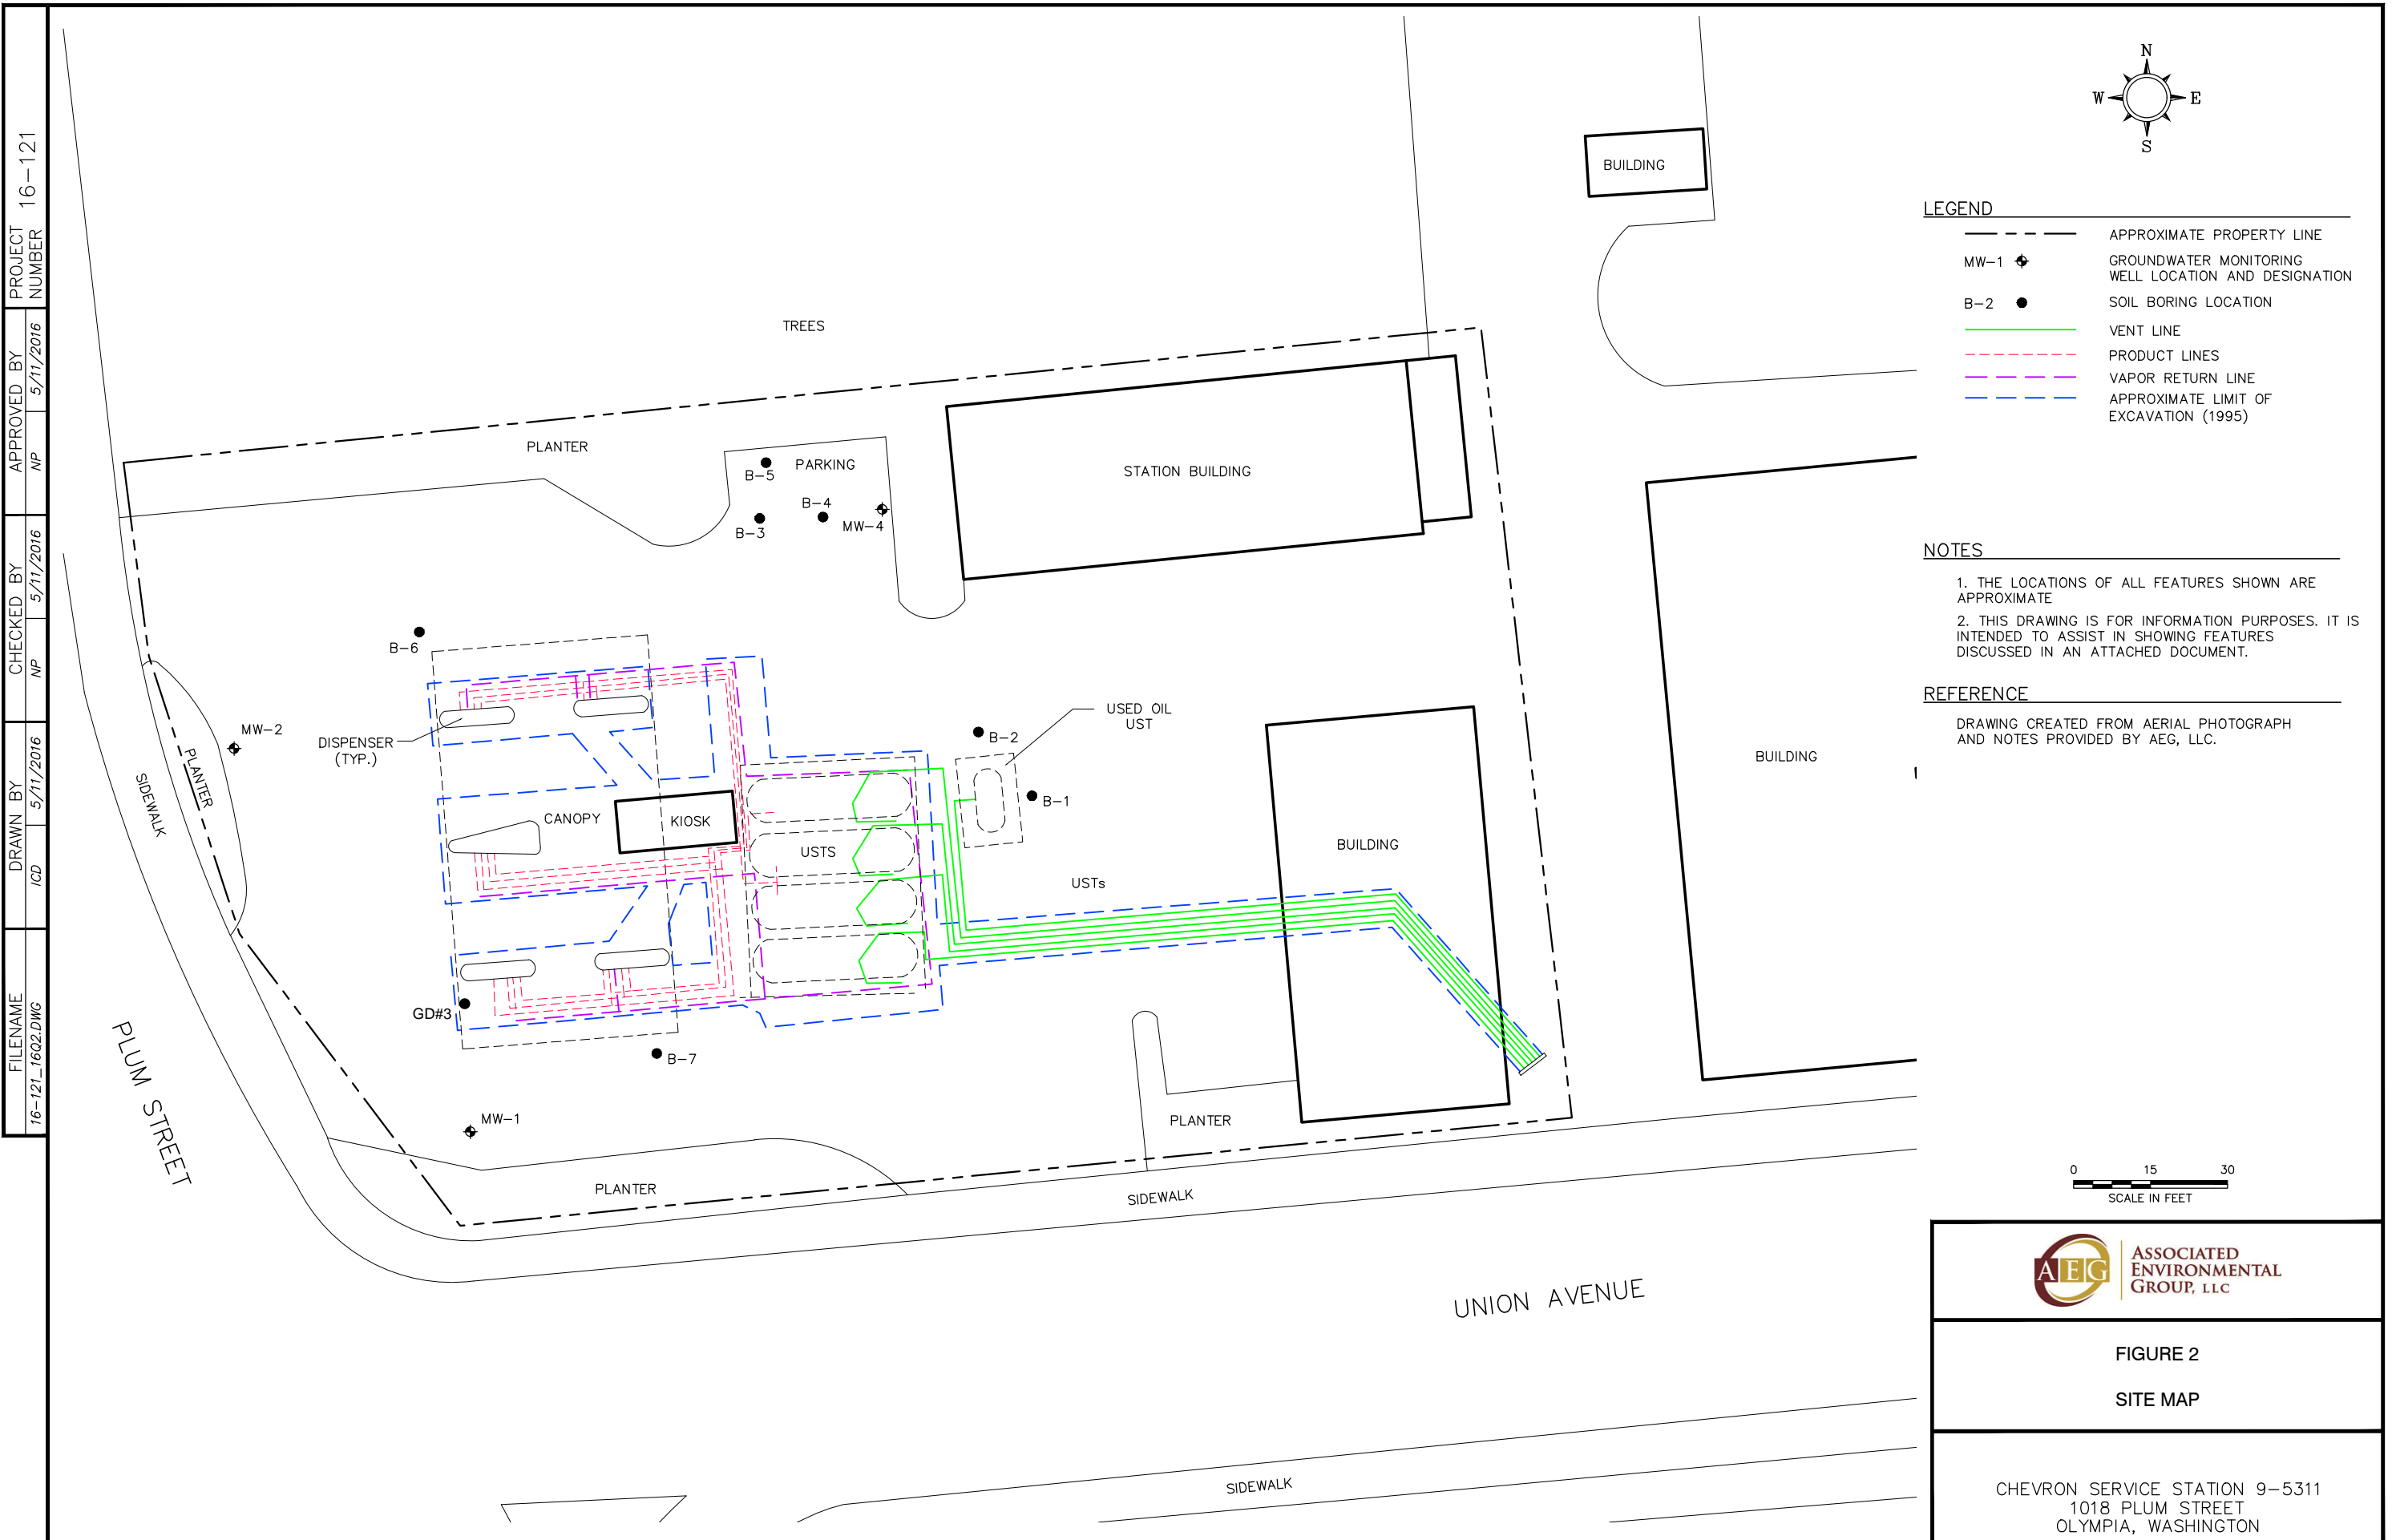 PROJECT
NUMBER 16-121
APPROVED BY
NP 5/11/2016
CHECKED BY
NP 5/11/2016
DRAWN BY
ICD 5/11/2016
FILENAME
16-121_16Q2.DWG
TREES
PLANTER
B-5
PARKING
B-4
B-3
MW-4
STATION BUILDING
BUILDING
B-6
MW-2
DISPENSER
(TYP.)
PLANTER
SIDEWALK
CANOPY
KIOSK
USTS
USED OIL
UST
B-2
B-1
USTs
BUILDING
BUILDING
GD#3
B-7
MW-1
PLANTER
PLANTER
SIDEWALK
PLUM STREET
UNION AVENUE
SIDEWALK
N
W E
S
LEGEND
APPROXIMATE PROPERTY LINE
MW-1 GROUNDWATER MONITORING
WELL LOCATION AND DESIGNATION
B-2 SOIL BORING LOCATION
VENT LINE
PRODUCT LINES
VAPOR RETURN LINE
APPROXIMATE LIMIT OF
EXCAVATION (1995)
NOTES
1. THE LOCATIONS OF ALL FEATURES SHOWN ARE
APPROXIMATE
2. THIS DRAWING IS FOR INFORMATION PURPOSES. IT IS
INTENDED TO ASSIST IN SHOWING FEATURES
DISCUSSED IN AN ATTACHED DOCUMENT.
REFERENCE
DRAWING CREATED FROM AERIAL PHOTOGRAPH
AND NOTES PROVIDED BY AEG, LLC.
0 15 30
SCALE IN FEET
AEG
ASSOCIATED
ENVIRONMENTAL
GROUP, LLC
FIGURE 2
SITE MAP
CHEVRON SERVICE STATION 9-5311
1018 PLUM STREET
OLYMPIA, WASHINGTON